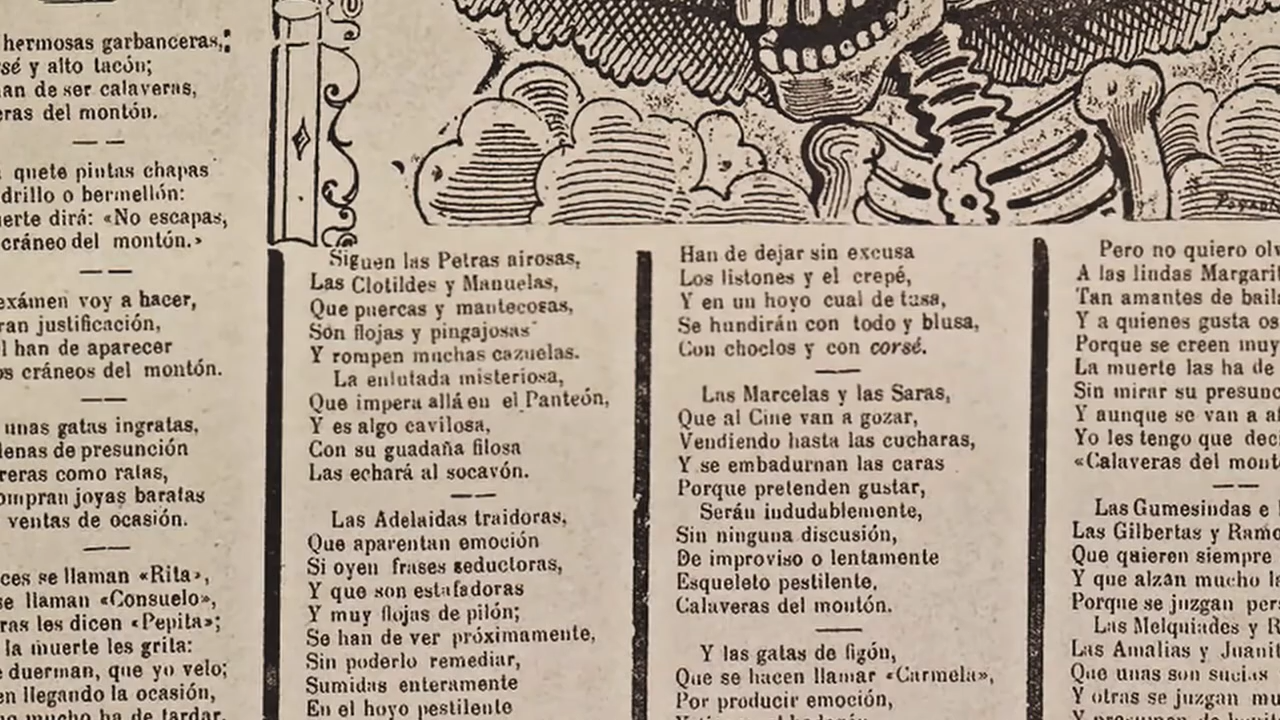 hermosas garbanceras,
sé y alto tacón;
han de ser calaveras,
eras del montón.
quete pintas chapas
drillo o bermellón:
uerte dirá: «No escapas,
cráneo del montón.»
exámen voy a hacer,
ran justificación,
l han de aparecer
os cráneos del montón.
unas gatas ingratas,
lenas de presunción
reras como ratas,
ompran joyas baratas
ventas de ocasión.
ces se llaman «Rita»,
se llaman «Consuelo»,
ras les dicen «Pepita»;
la muerte les grita:
duerman, que yo velo;
en llegando la ocasión,
mucho ha de tardar,
Siguen las Petras airosas,
Las Clotildes y Manuelas,
Que puercas y mantecosas,
Son flojas y pingajosas
Y rompen muchas cazuelas.
La enlutada misteriosa,
Que impera allá en el Panteón,
Y es algo cavilosa,
Con su guadaña filosa
Las echará al socavón.
Las Adelaidas traidoras,
Que aparentan emoción
Si oyen frases seductoras,
Y que son estafadoras
Y muy flojas de pilón;
Se han de ver próximamente,
Sin poderlo remediar,
Sumidas enteramente
En el hoyo pestilente
Han de dejar sin excusa
Los listones y el crepé,
Y en un hoyo cual de tusa,
Se hundirán con todo y blusa,
Con choclos y con corsé.
Las Marcelas y las Saras,
Que al Cine van a gozar,
Vendiendo hasta las cucharas,
Y se embadurnan las caras
Porque pretenden gustar,
Serán indudablemente,
Sin ninguna discusión,
De improviso o lentamente
Esqueleto pestilente,
Calaveras del montón.
Y las gatas de figón,
Que se hacen llamar «Carmela»,
Por producir emoción,
Pero no quiero olv
A las lindas Margarit
Tan amantes de baila
Y a quienes gusta os
Porque se creen muy
La muerte las ha de
Sin mirar su presunc
Y aunque se van a a
Yo les tengo que deci
«Calaveras del mont
Las Gumesindas e
Las Gilbertas y Ramo
Que quieren siempre
Y que alzan mucho la
Porque se juzgan per
Las Melquiades y R
Las Amalias y Juanit
Que unas son sucias
Y otras se juzgan mu